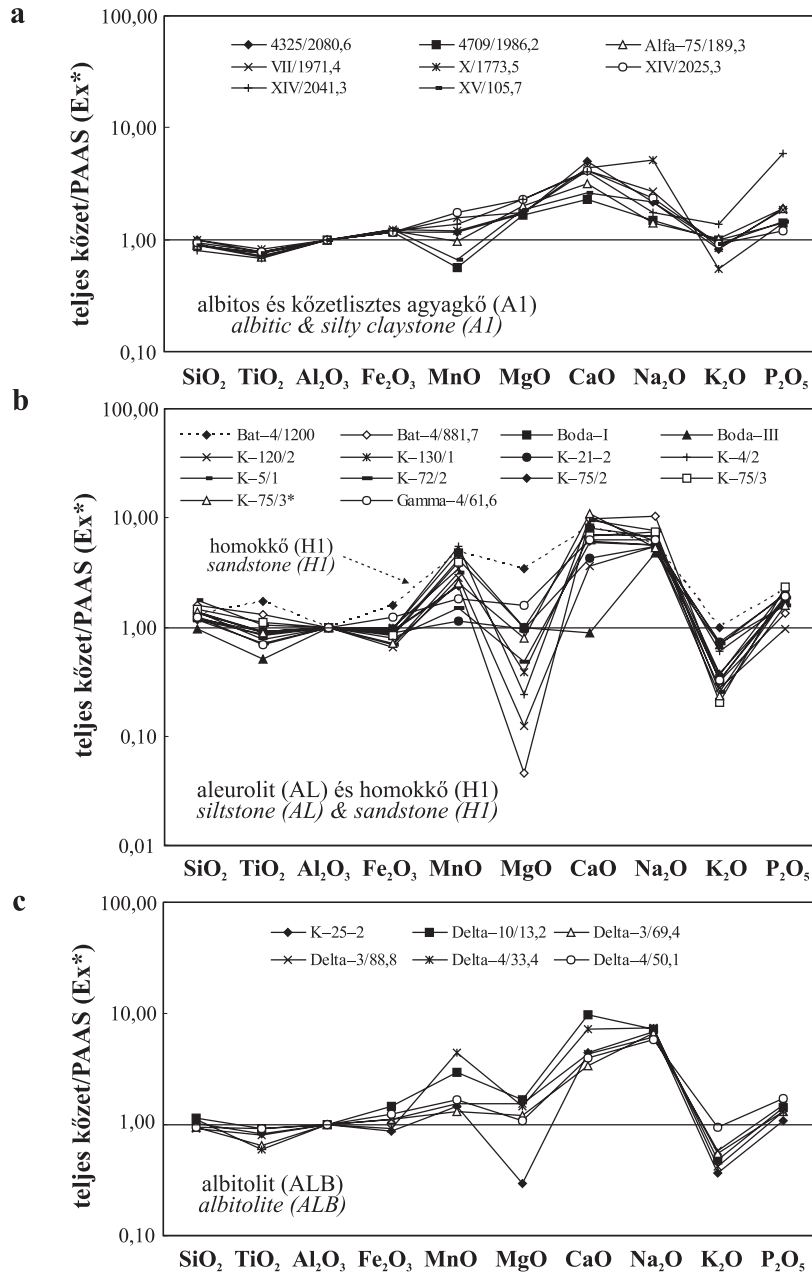 a
teljes kőzet/PAAS (Ex*)
100,00
10,00
1,00
0,10
4325/2080,6 4709/1986,2 Alfa–75/189,3
VII/1971,4 X/1773,5 XIV/2025,3
XIV/2041,3 XV/105,7
albitos és kőzetlisztes agyagkő (A1)
albitic & silty claystone (A1)
SiO₂ TiO₂ Al₂O₃ Fe₂O₃ MnO MgO CaO Na₂O K₂O P₂O₅
b
teljes kőzet/PAAS (Ex*)
100,00
10,00
1,00
0,10
0,01
Bat–4/1200 Bat–4/881,7 Boda–I Boda–III
K–120/2 K–130/1 K–21–2 K–4/2
K–5/1 K–72/2 K–75/2 K–75/3
K–75/3* Gamma–4/61,6
homokkő (H1)
sandstone (H1)
aleurolit (AL) és homokkő (H1)
siltstone (AL) & sandstone (H1)
SiO₂ TiO₂ Al₂O₃ Fe₂O₃ MnO MgO CaO Na₂O K₂O P₂O₅
c
teljes kőzet/PAAS (Ex*)
100,00
10,00
1,00
0,10
K–25–2 Delta–10/13,2 Delta–3/69,4
Delta–3/88,8 Delta–4/33,4 Delta–4/50,1
albitolit (ALB)
albitolite (ALB)
SiO₂ TiO₂ Al₂O₃ Fe₂O₃ MnO MgO CaO Na₂O K₂O P₂O₅